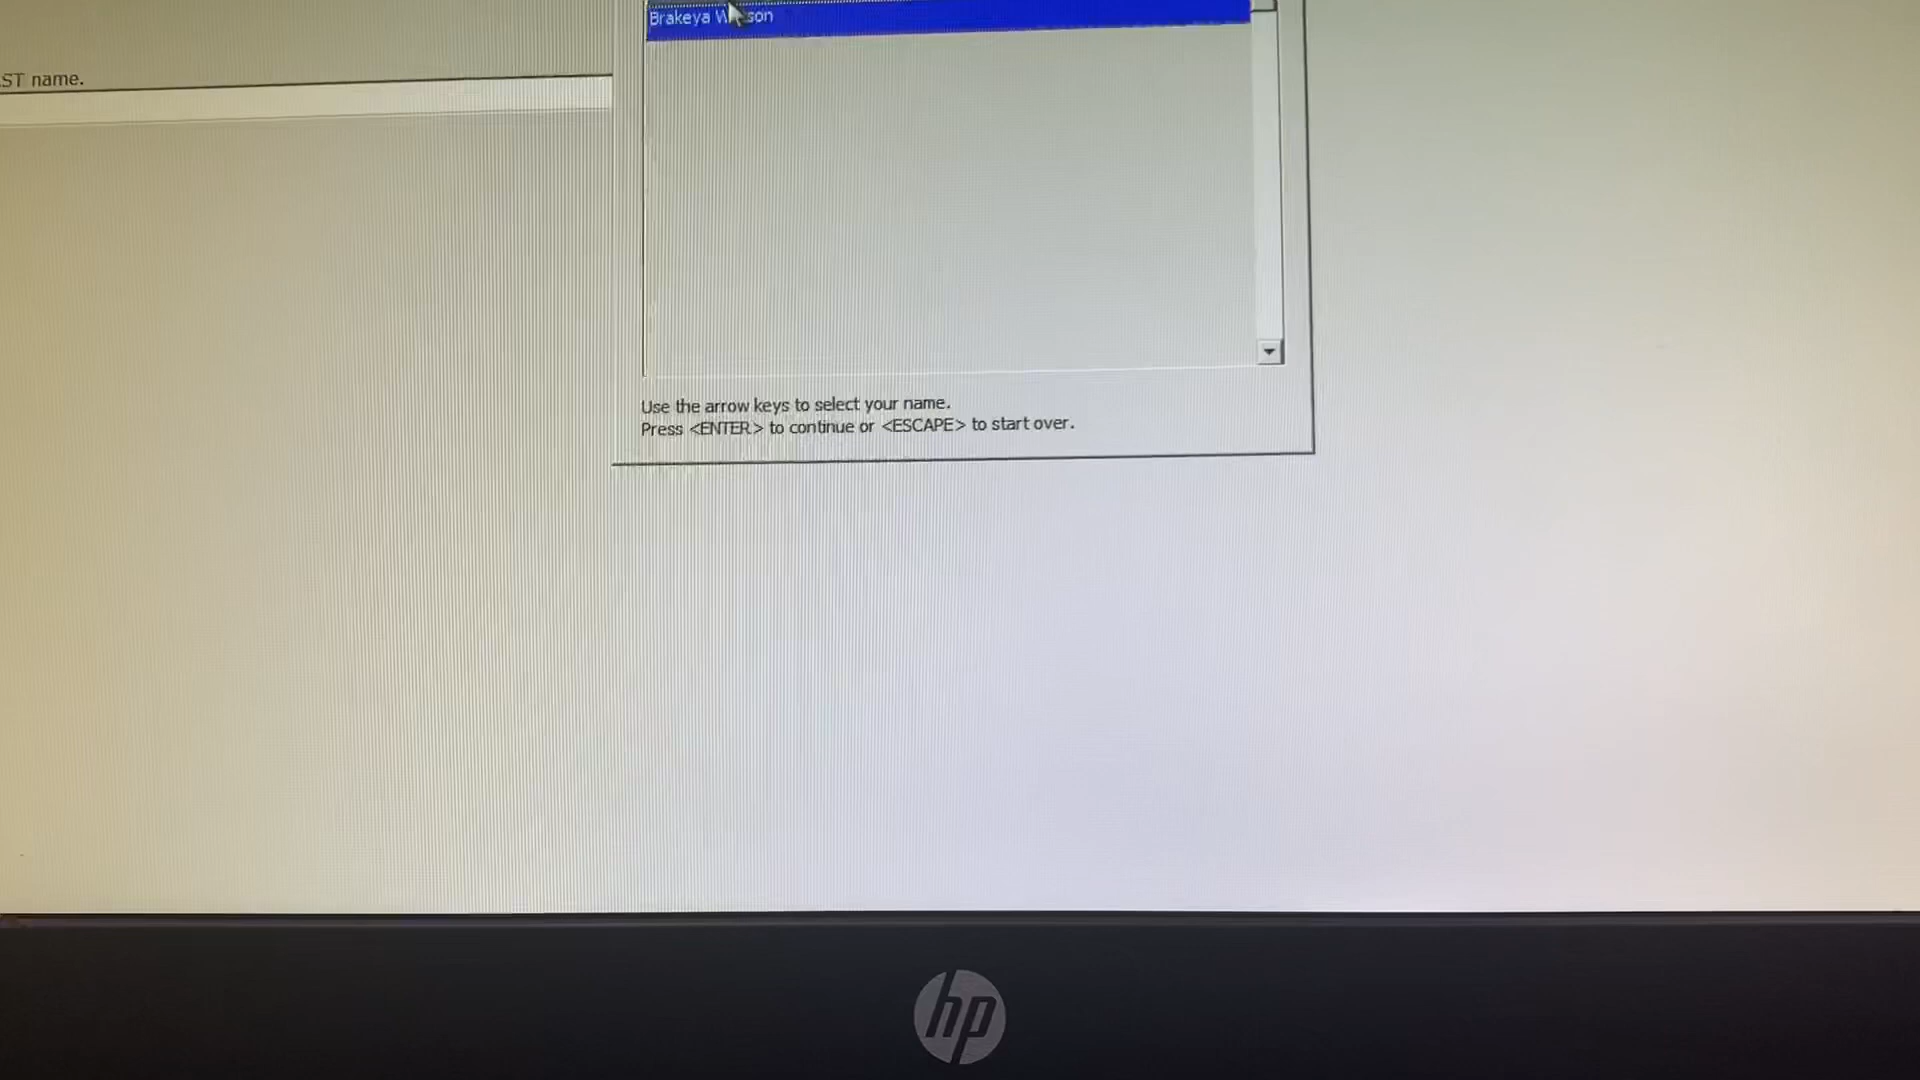 Brakeya
ST name.
Use the arrow keys to select your name.
Press <ENTER> to continue or <ESCAPE> to start over.
hp